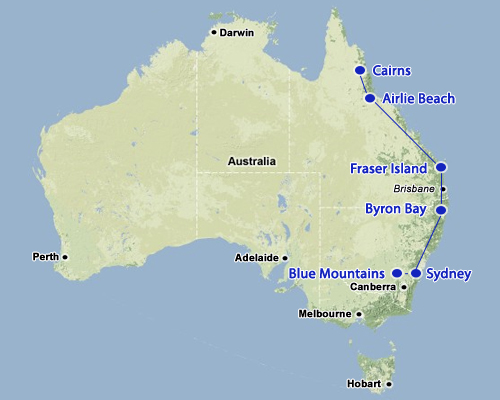 Darwin
Cairns
Airlie Beach
Australia
Fraser Island
Brisbane
Byron Bay
Perth
Adelaide
Blue Mountains
Sydney
Canberra
Melbourne
Hobart